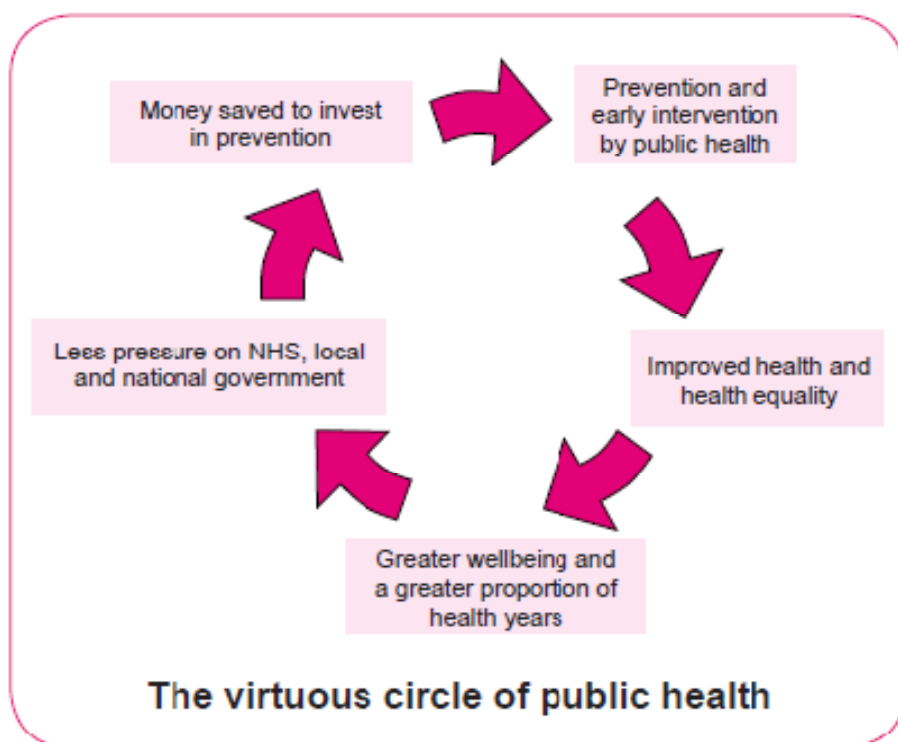 Money saved to invest
in prevention
Prevention and
early intervention
by public health
Improved health and
health equality
Greater wellbeing and
a greater proportion of
health years
Less pressure on NHS, local
and national government
The virtuous circle of public health